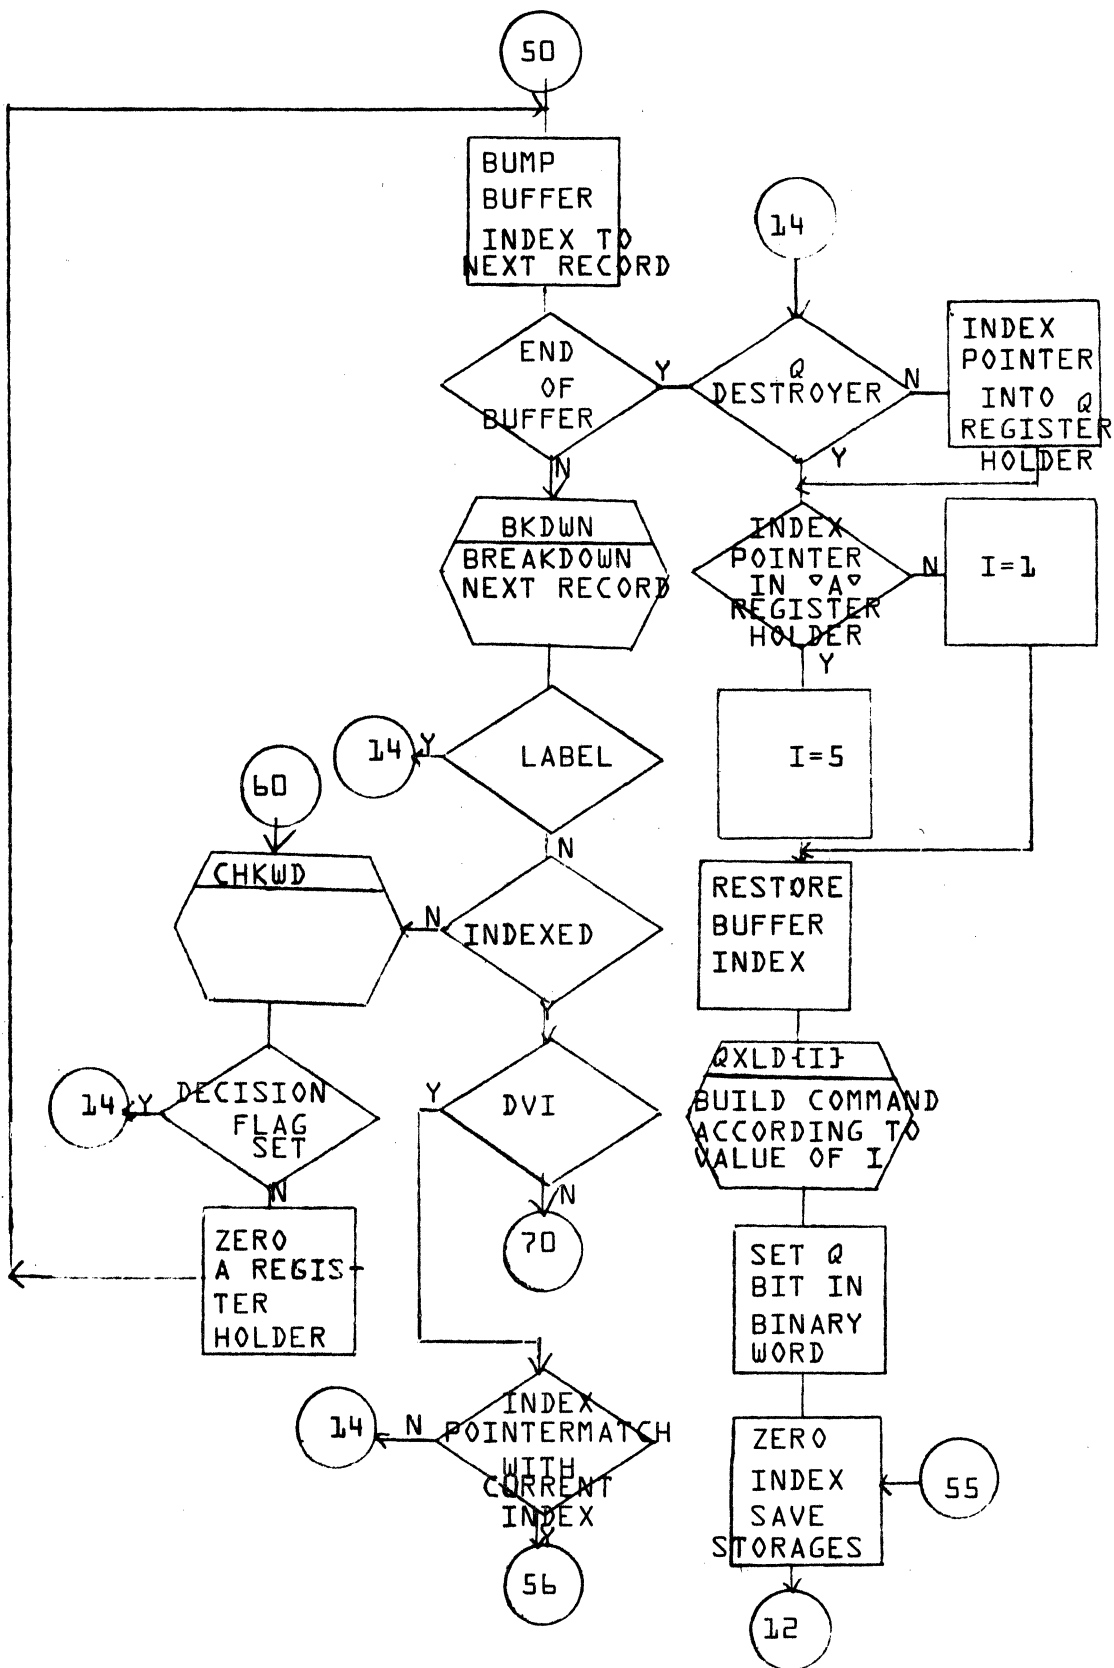 50
BUMP
BUFFER
INDEX TO
NEXT RECORD
14
END
OF
BUFFER
Y
N
Q
DESTROYER
N
Y
INDEX
POINTER
INTO Q
REGISTER
HOLDER
BKDWN
BREAKDOWN
NEXT RECORD
INDEX
POINTER
IN "A"
REGISTER
HOLDER
N
Y
I=1
LABEL
Y
14
N
I=5
60
CHKWD
INDEXED
N
Y
RESTORE
BUFFER
INDEX
DECISION
FLAG
SET
Y
14
N
DVI
Y
N
70
QXLD{I}
BUILD COMMAND
ACCORDING TO
VALUE OF I
ZERO
A REGIS-
TER
HOLDER
SET Q
BIT IN
BINARY
WORD
INDEX
POINTERMATCH
WITH
CURRENT
INDEX
N
14
Y
56
ZERO
INDEX
SAVE
STORAGES
55
12